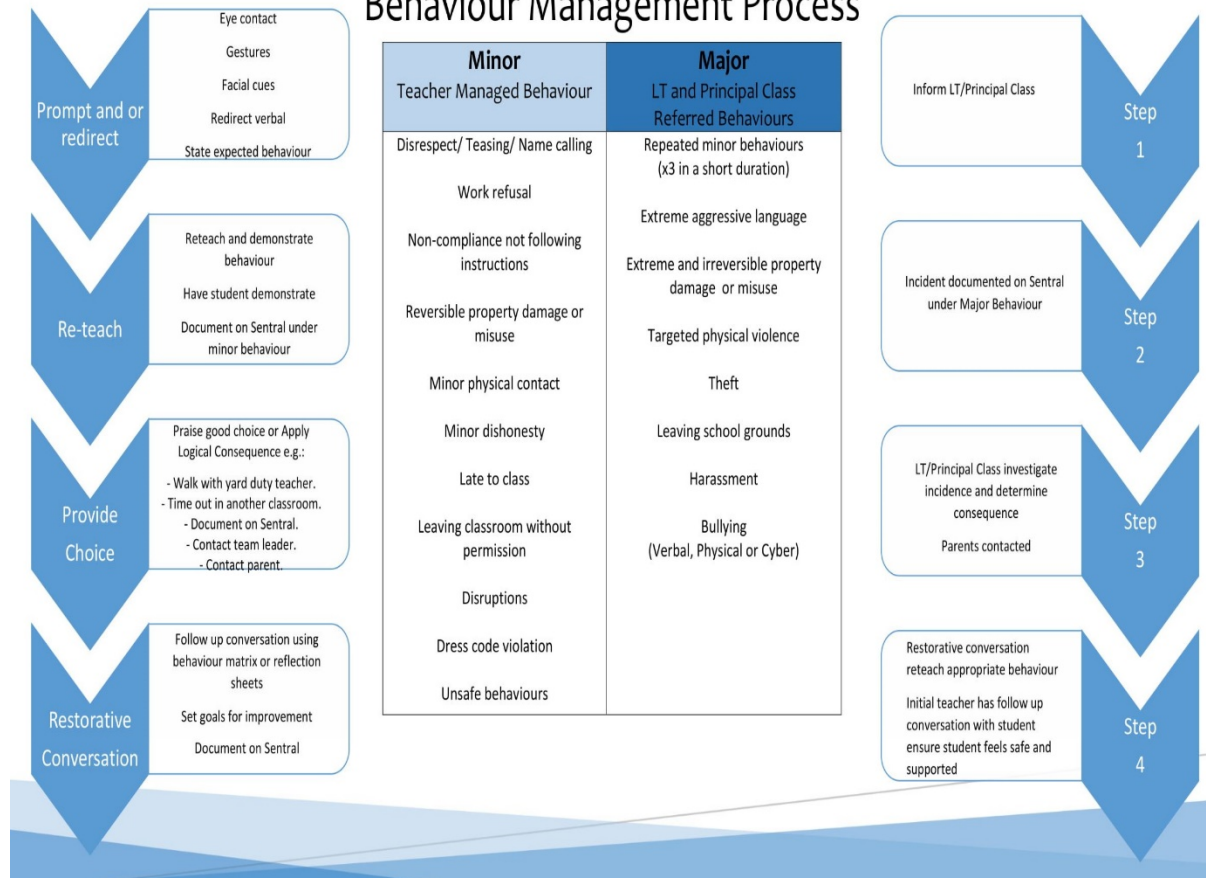 Behaviour Management Process
Prompt and or
redirect
Eye contact
Gestures
Facial cues
Redirect verbal
State expected behaviour
Re-teach
Reteach and demonstrate
behaviour
Have student demonstrate
Document on Sentral under
minor behaviour
Provide
Choice
Praise good choice or Apply
Logical Consequence e.g.:
- Walk with yard duty teacher.
- Time out in another classroom.
- Document on Sentral.
- Contact team leader.
- Contact parent.
Restorative
Conversation
Follow up conversation using
behaviour matrix or reflection
sheets
Set goals for improvement
Document on Sentral
Minor
Teacher Managed Behaviour
Disrespect/ Teasing/ Name calling
Work refusal
Non-compliance not following
instructions
Reversible property damage or
misuse
Minor physical contact
Minor dishonesty
Late to class
Leaving classroom without
permission
Disruptions
Dress code violation
Unsafe behaviours
Major
LT and Principal Class
Referred Behaviours
Repeated minor behaviours
(x3 in a short duration)
Extreme aggressive language
Extreme and irreversible property
damage or misuse
Targeted physical violence
Theft
Leaving school grounds
Harassment
Bullying
(Verbal, Physical or Cyber)
Inform LT/Principal Class
Step
1
Incident documented on Sentral
under Major Behaviour
Step
2
LT/Principal Class investigate
incidence and determine
consequence
Parents contacted
Step
3
Restorative conversation
reteach appropriate behaviour
Initial teacher has follow up
conversation with student
ensure student feels safe and
supported
Step
4